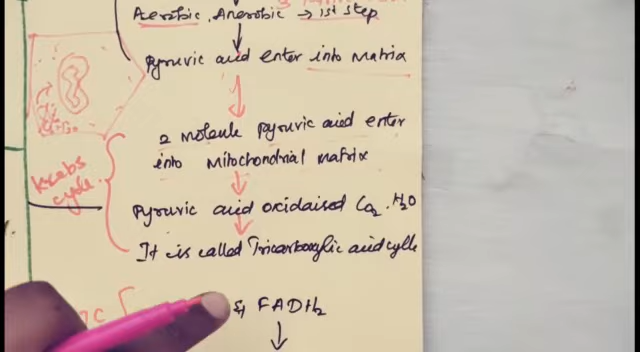 Aerobic, Anerobic → 1st step
Pyruvic acid enter into matrix
2 molecule pyruvic acid enter
into mitochondrial matrix
Krabs
cycle.
Pyruvic acid oxidaised Co2 . H2O
It is called Tricarboxylic acid cycle
& FADH2